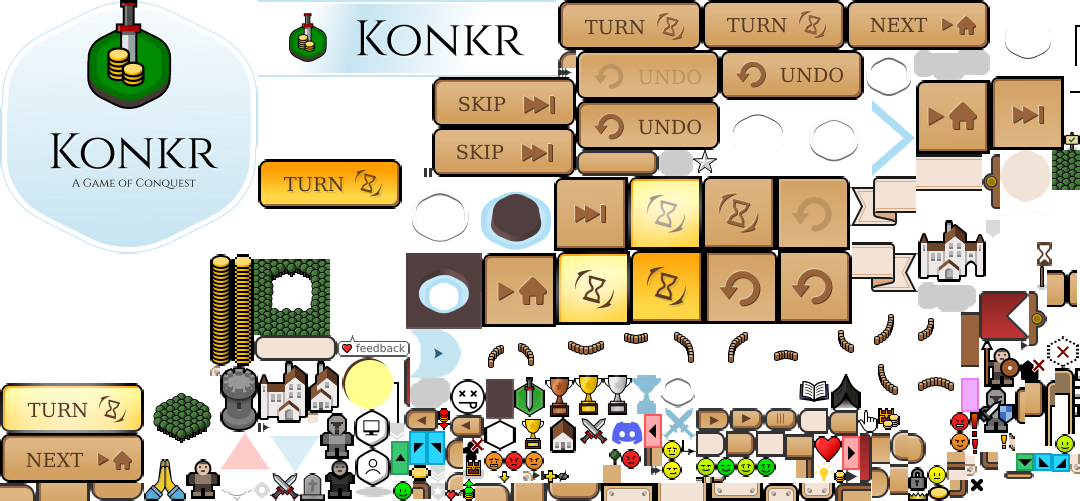 KONKR
A GAME OF CONQUEST
KONKR
TURN
TURN
NEXT
UNDO
UNDO
SKIP
UNDO
SKIP
TURN
feedback
TURN
NEXT